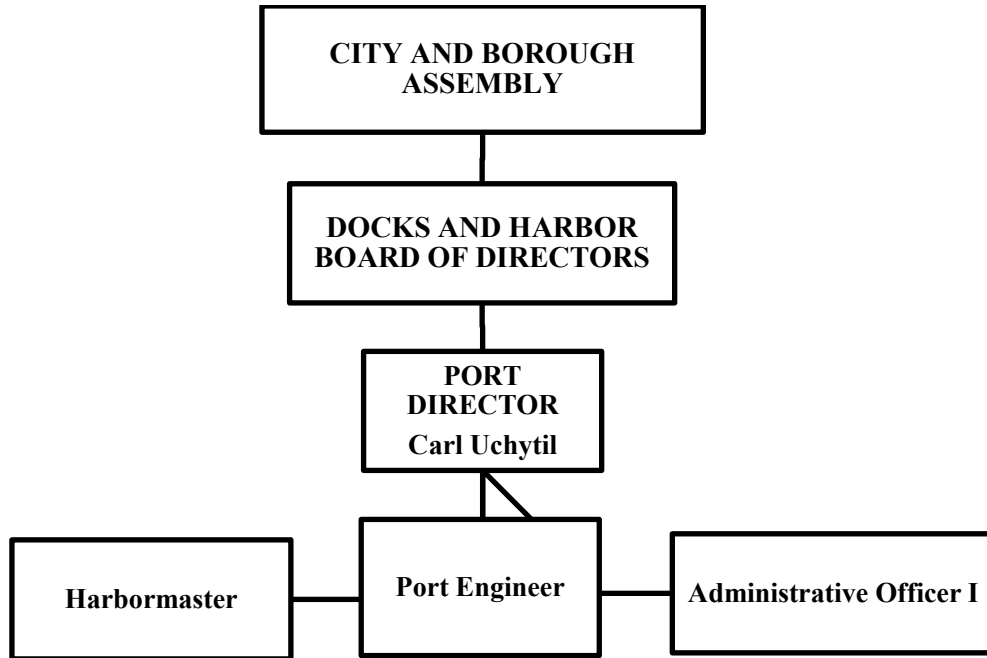 CITY AND BOROUGH
ASSEMBLY
DOCKS AND HARBOR
BOARD OF DIRECTORS
PORT
DIRECTOR
Carl Uchytil
Harbormaster
Port Engineer
Administrative Officer I